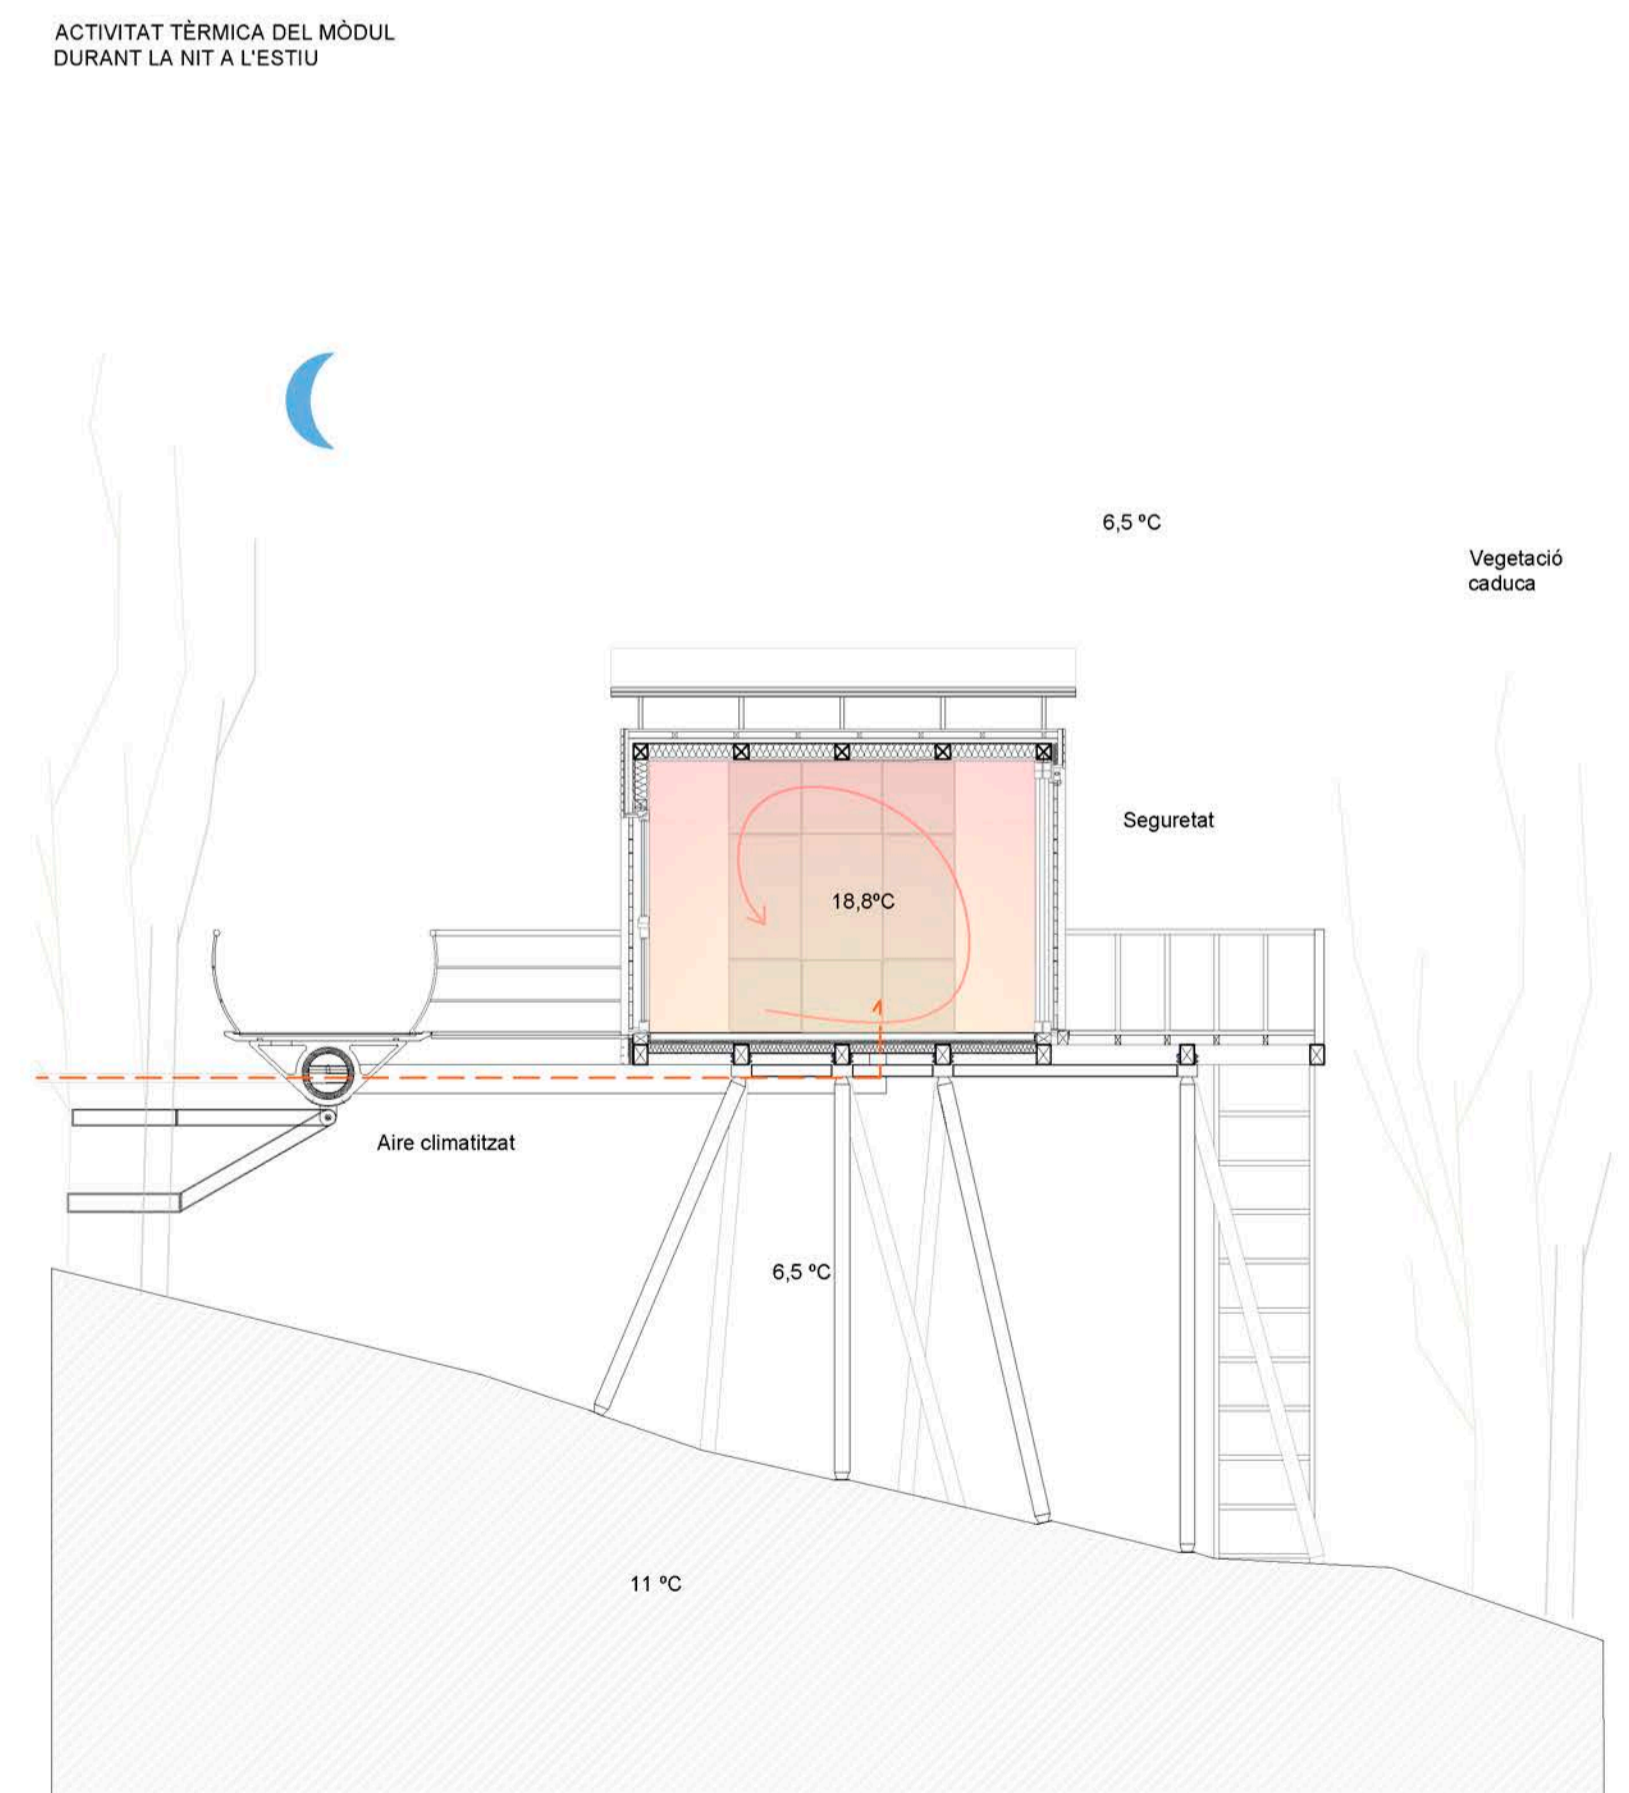 ACTIVITAT TÈRMICA DEL MÒDUL
DURANT LA NIT A L'ESTIU
6,5 ºC
Vegetació
caduca
Seguretat
18,8ºC
Aire climatitzat
6,5 ºC
11 ºC